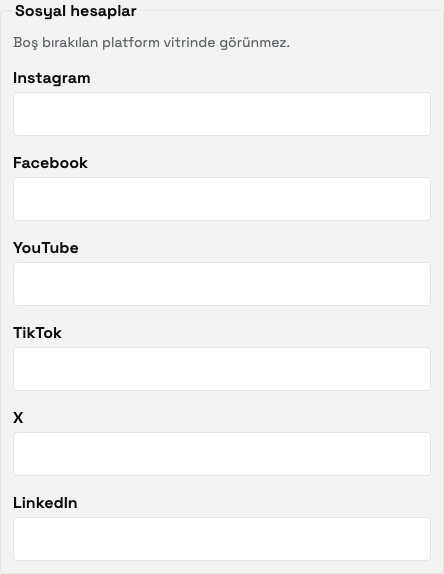 Sosyal hesaplar
Boş bırakılan platform vitrinde görünmez.
Instagram
Facebook
YouTube
TikTok
X
LinkedIn